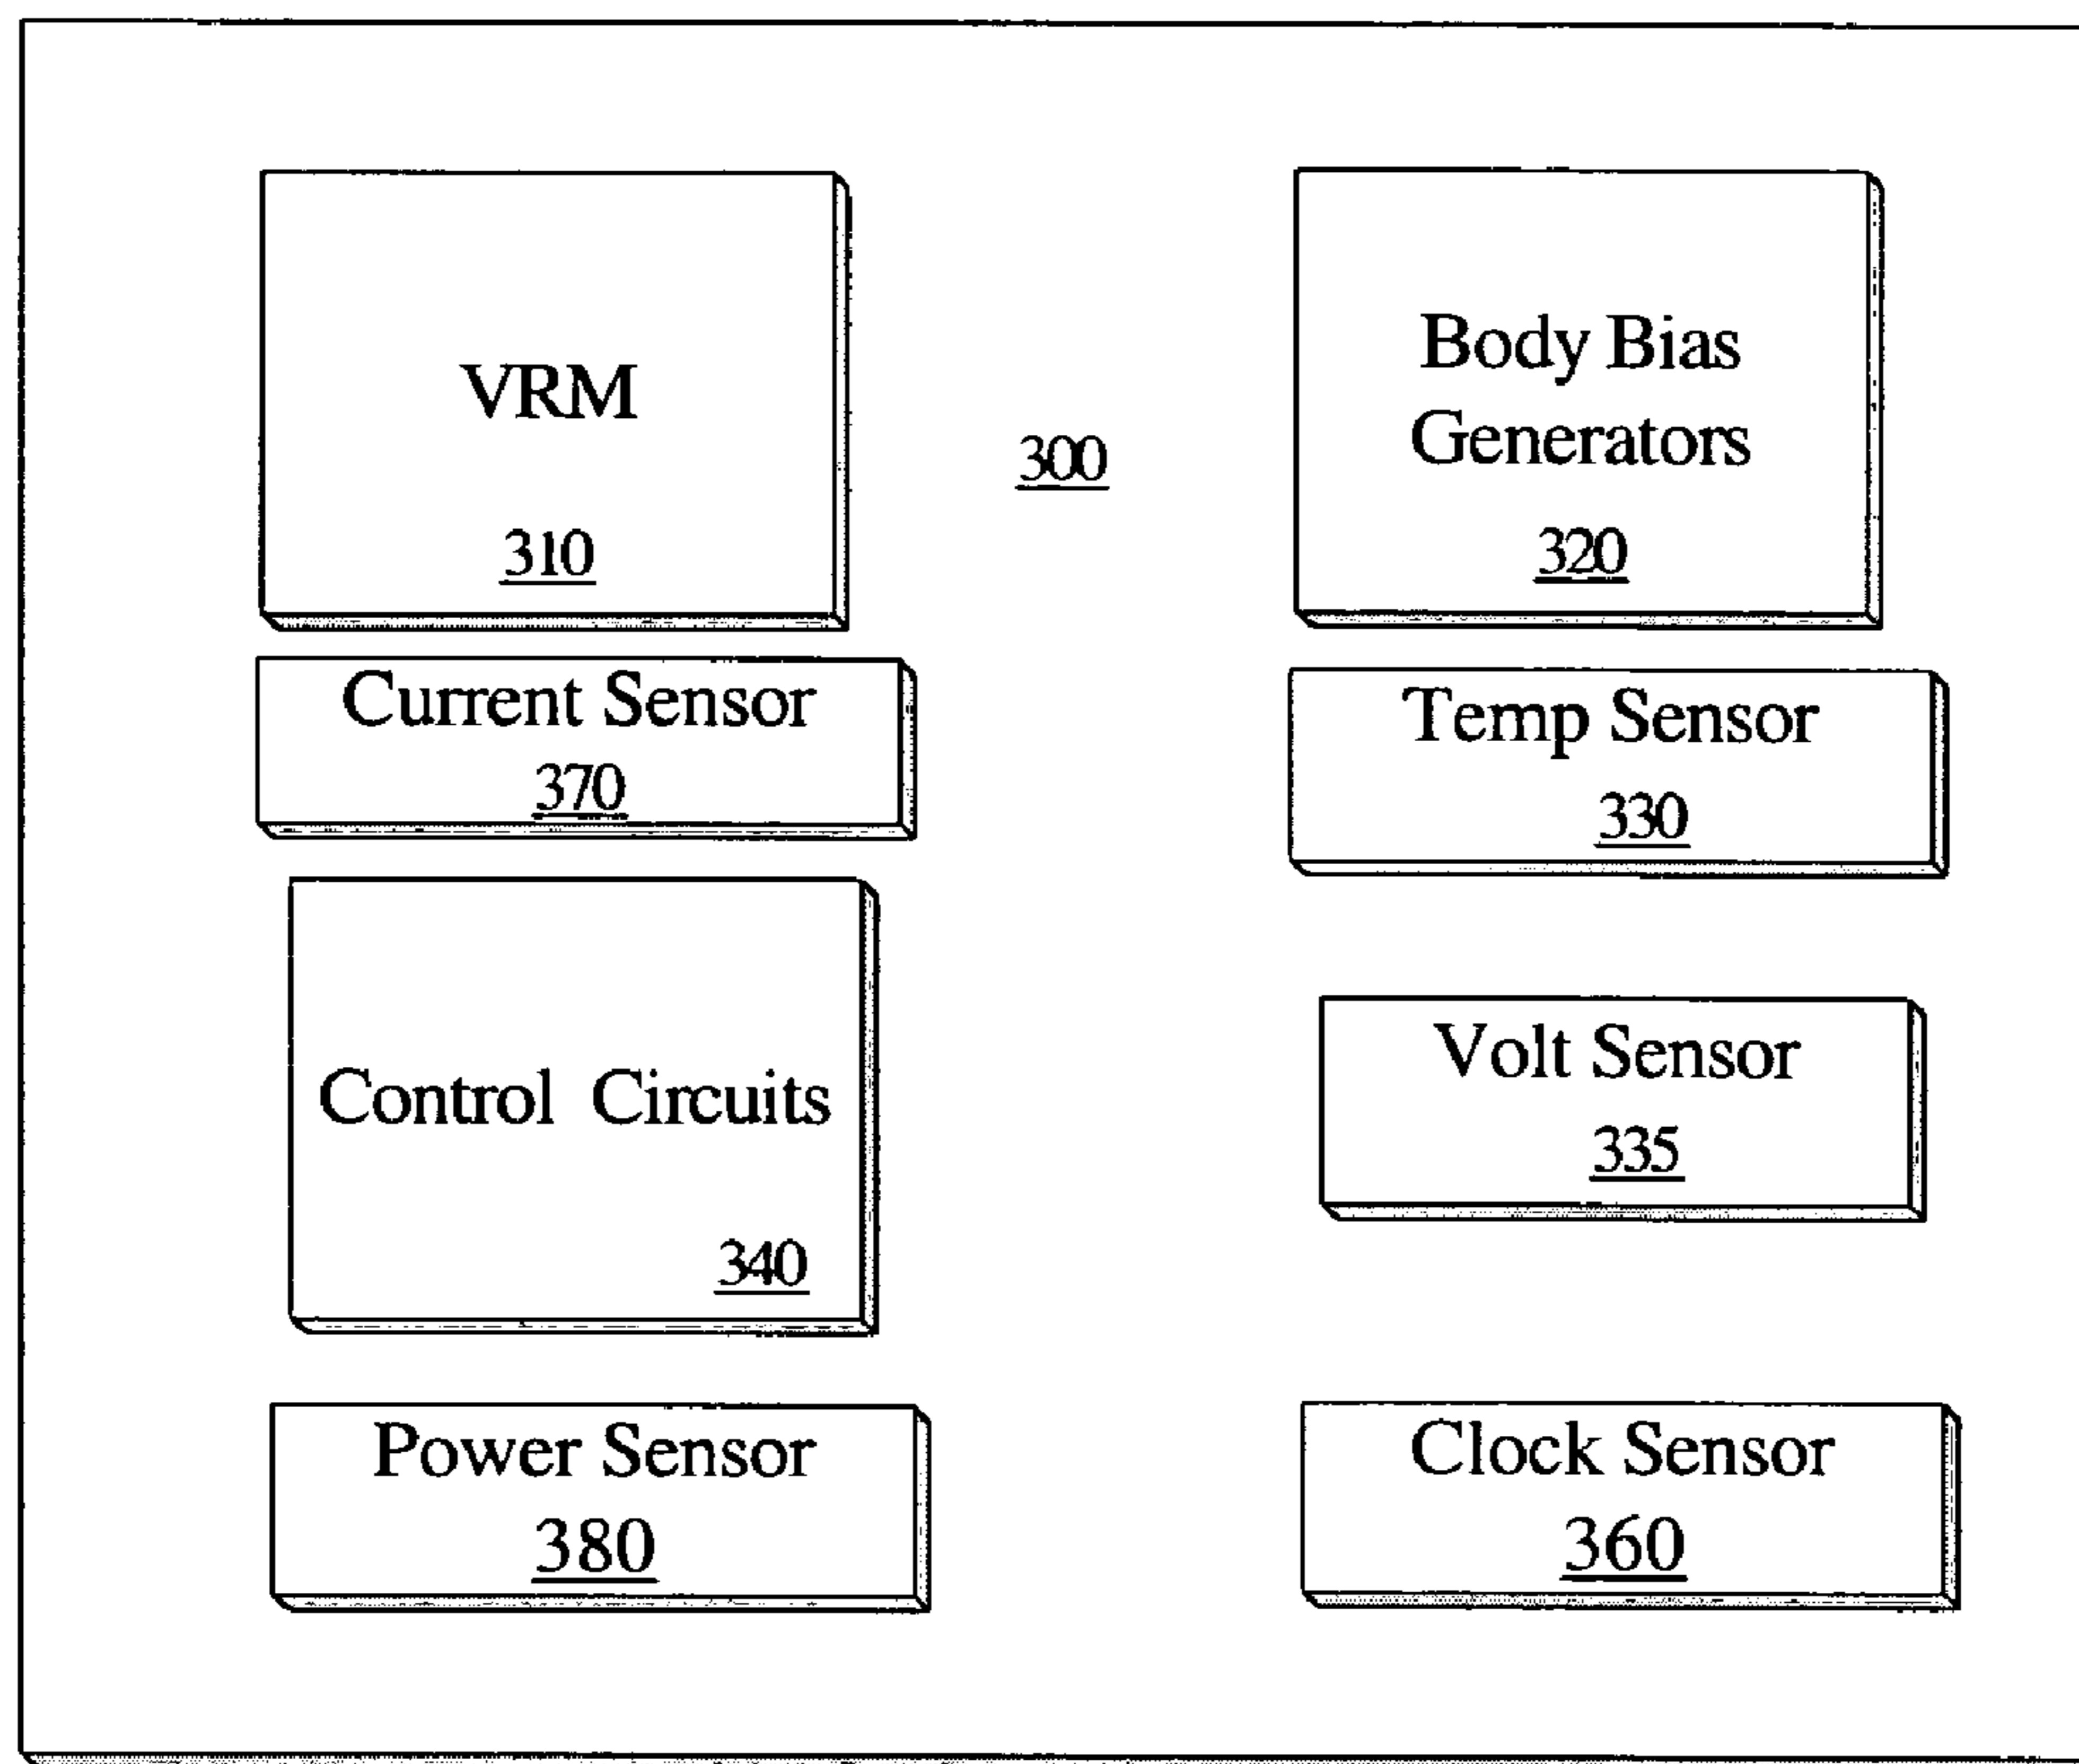 VRM
310
300
Body Bias
Generators
320
Current Sensor
370
Temp Sensor
330
Control Circuits
340
Volt Sensor
335
Power Sensor
380
Clock Sensor
360